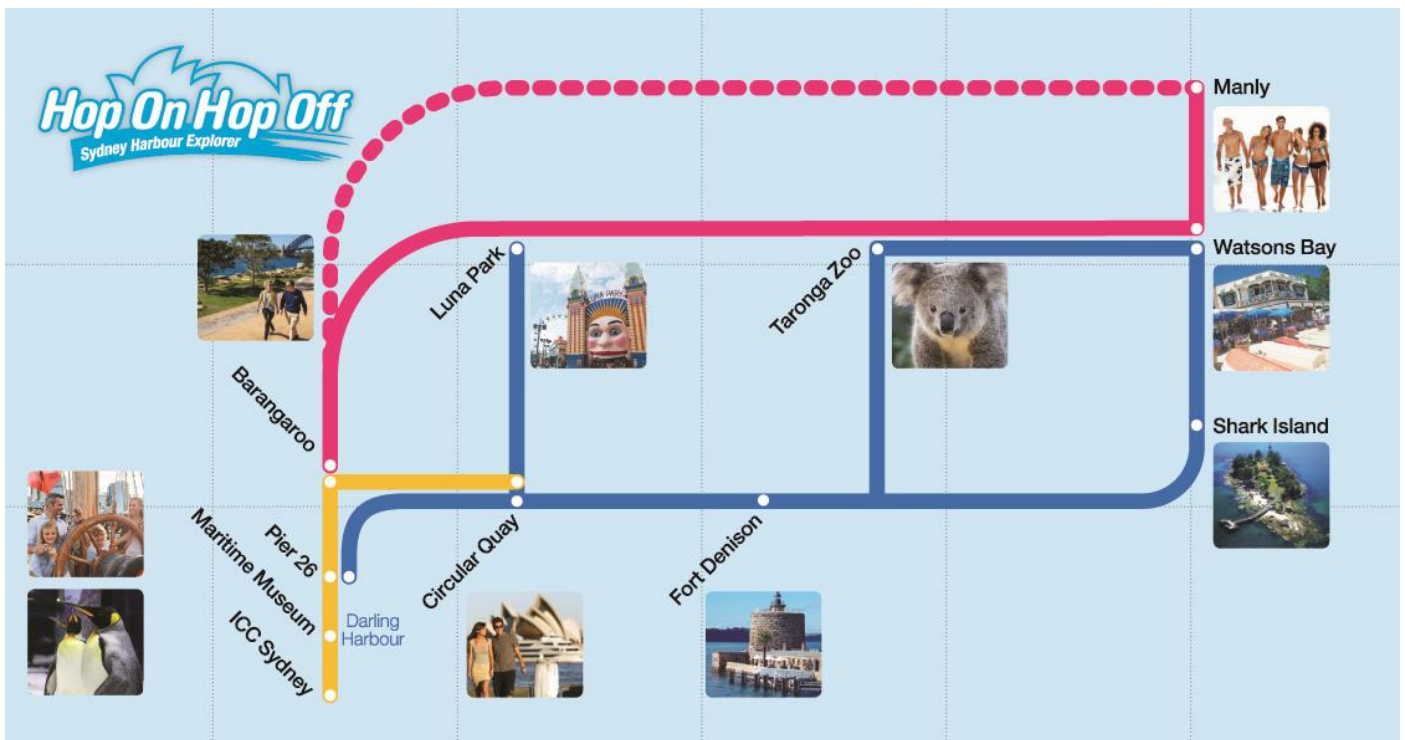 Hop On Hop Off
Sydney Harbour Explorer
Manly
Luna Park
LUNA PARK
Taronga Zoo
Watsons Bay
Barangaroo
Shark Island
Pier 26
Maritime Museum
ICC Sydney
Darling
Harbour
Circular Quay
Fort Denison